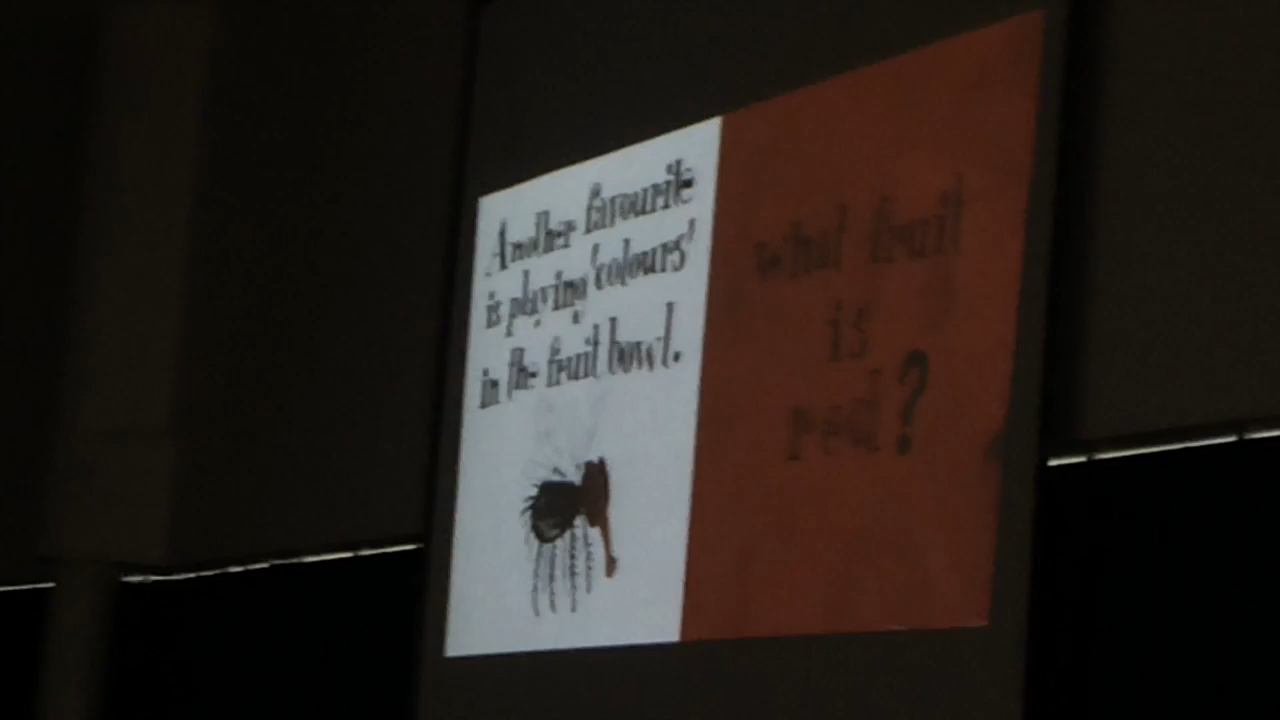 Another favourite
is playing 'colours'
in the fruit bowl.
what fruit
is
red?